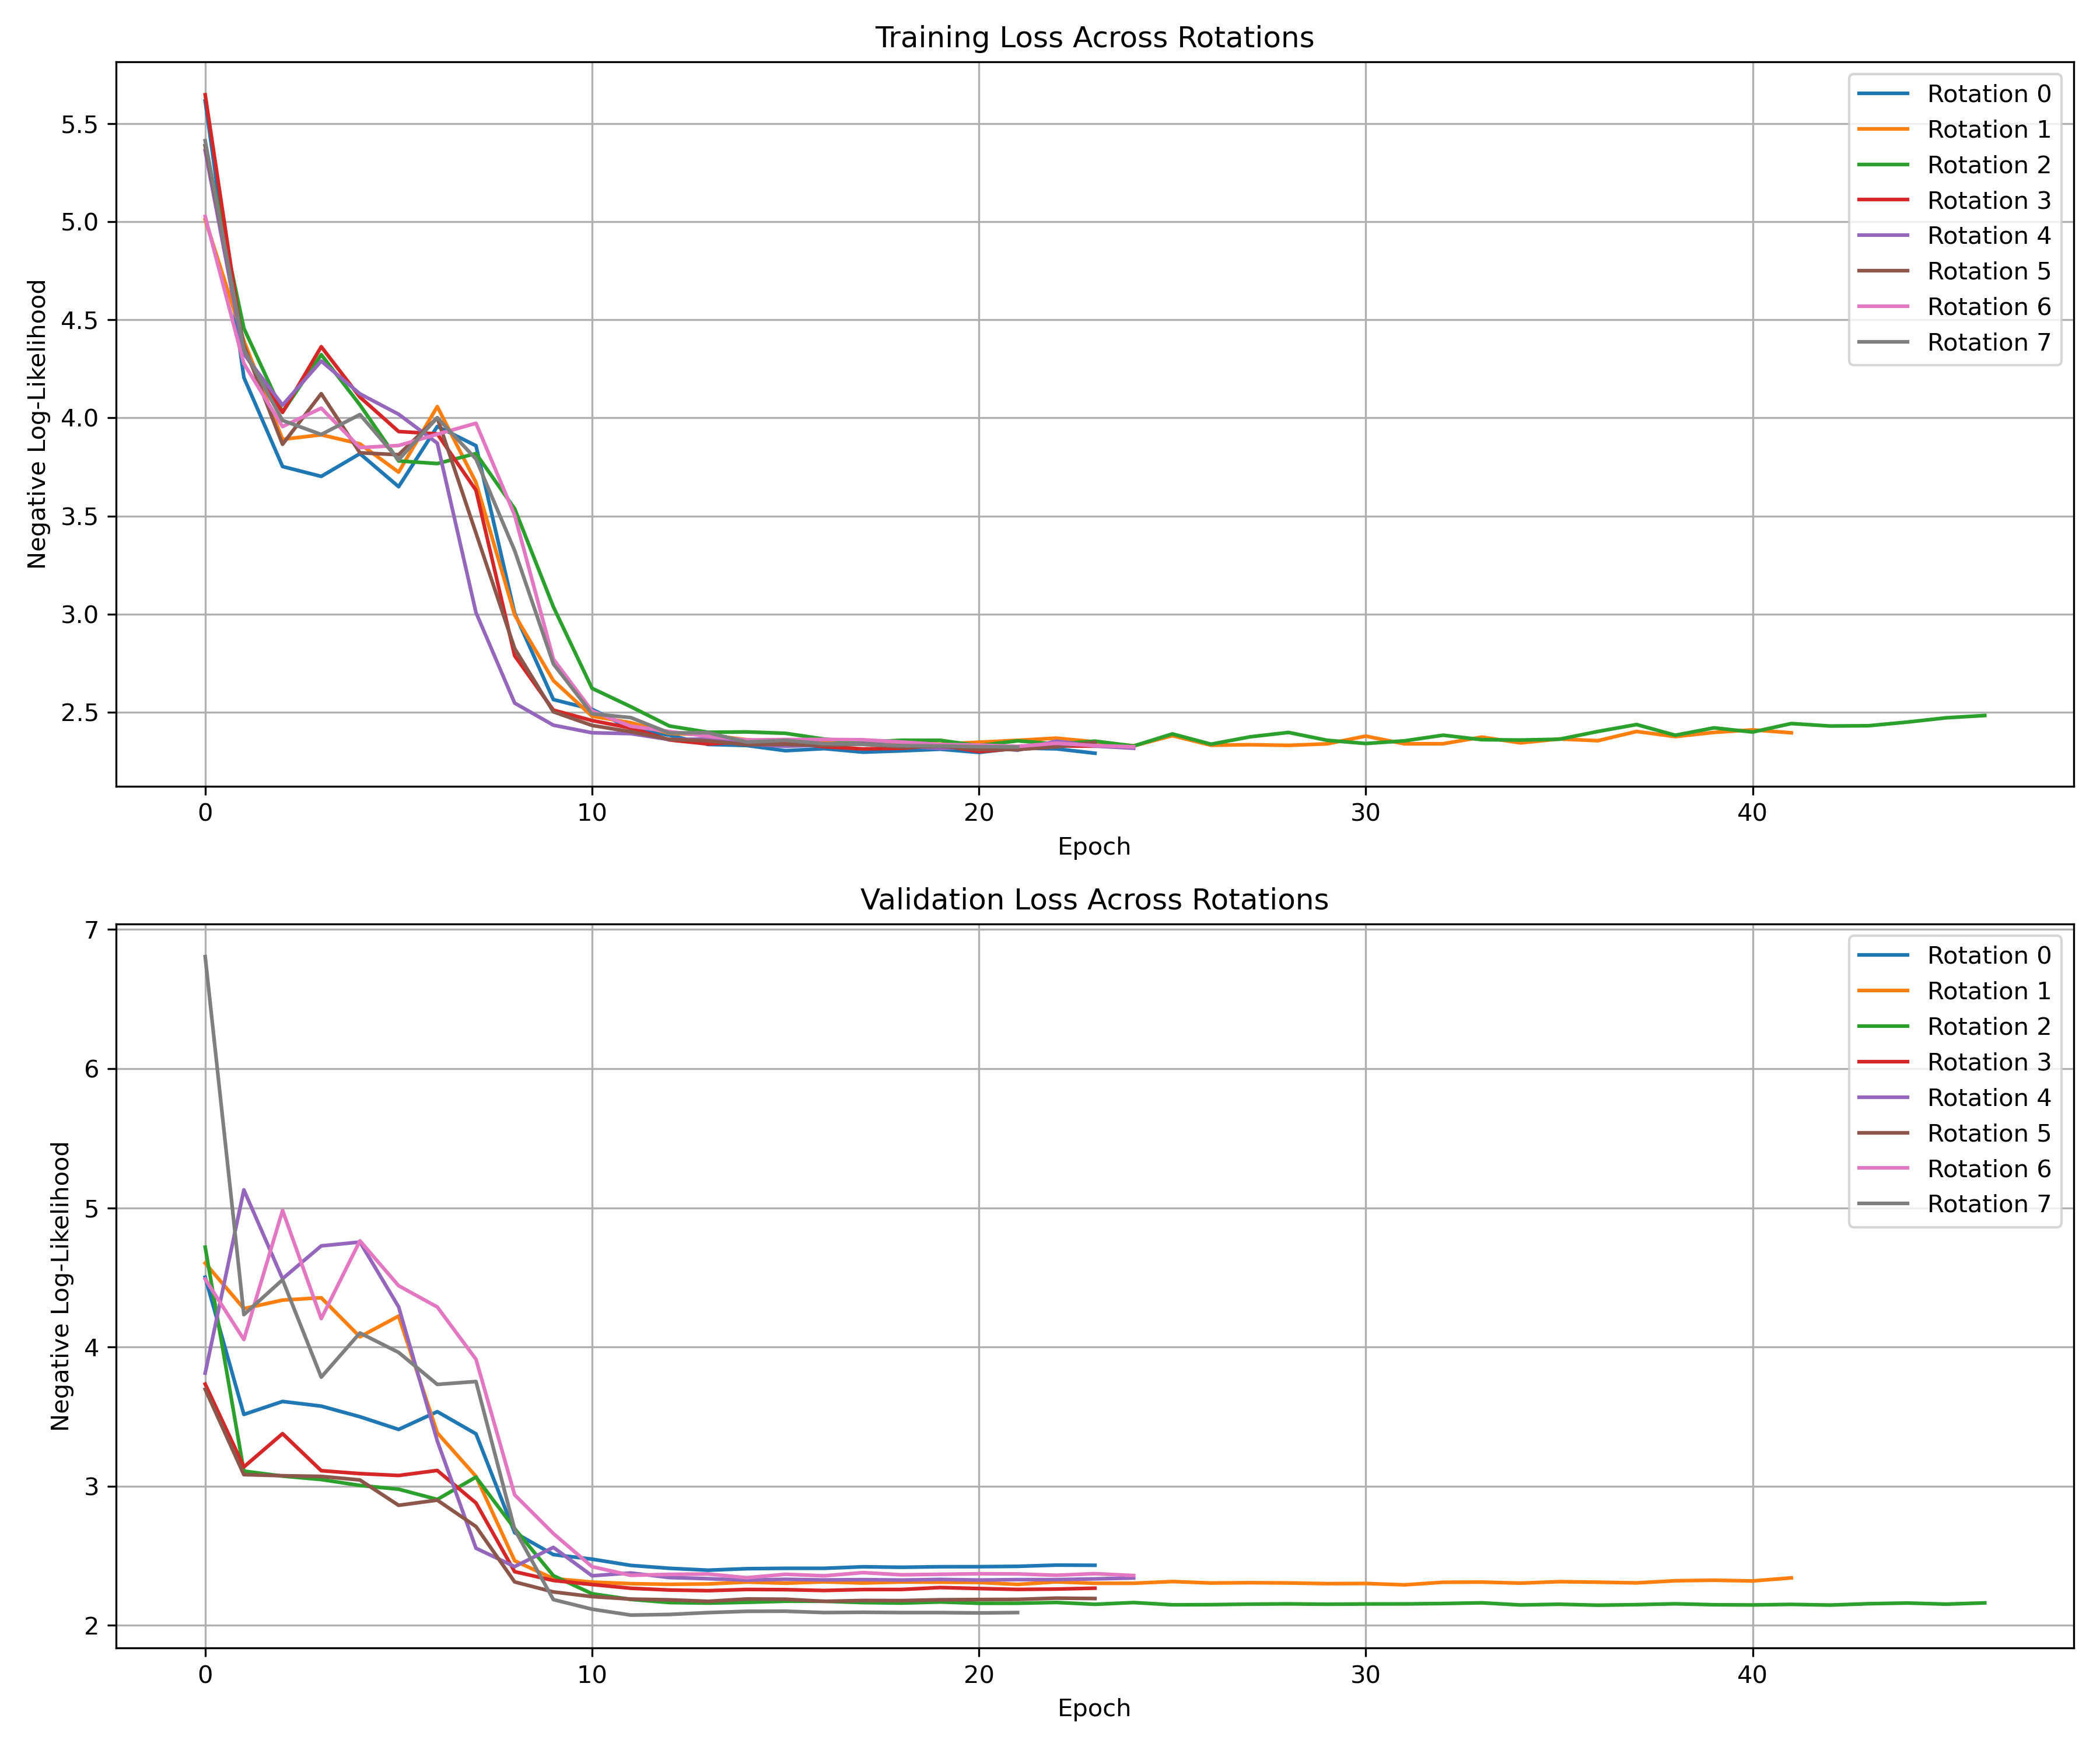 Training Loss Across Rotations
Negative Log-Likelihood
5.5
5.0
4.5
4.0
3.5
3.0
2.5
0 10 20 30 40
Epoch
Rotation 0
Rotation 1
Rotation 2
Rotation 3
Rotation 4
Rotation 5
Rotation 6
Rotation 7
Validation Loss Across Rotations
Negative Log-Likelihood
7
6
5
4
3
2
0 10 20 30 40
Epoch
Rotation 0
Rotation 1
Rotation 2
Rotation 3
Rotation 4
Rotation 5
Rotation 6
Rotation 7